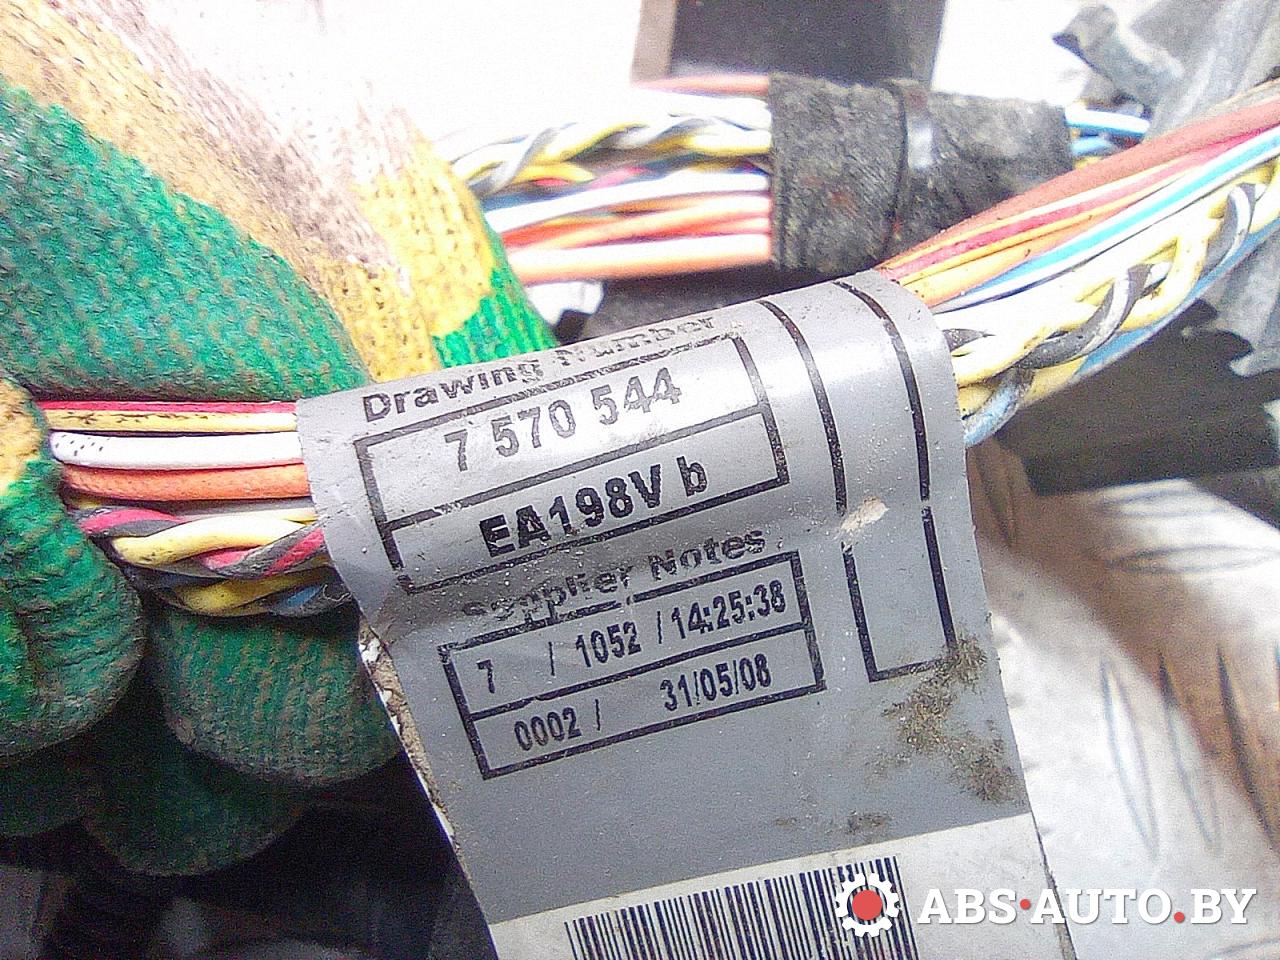 Drawing Number
7 570 544
EA198V b
Supplier Notes
7 / 1052 / 14:25:38
0002 / 31/05/08
ABS·AUTO.BY